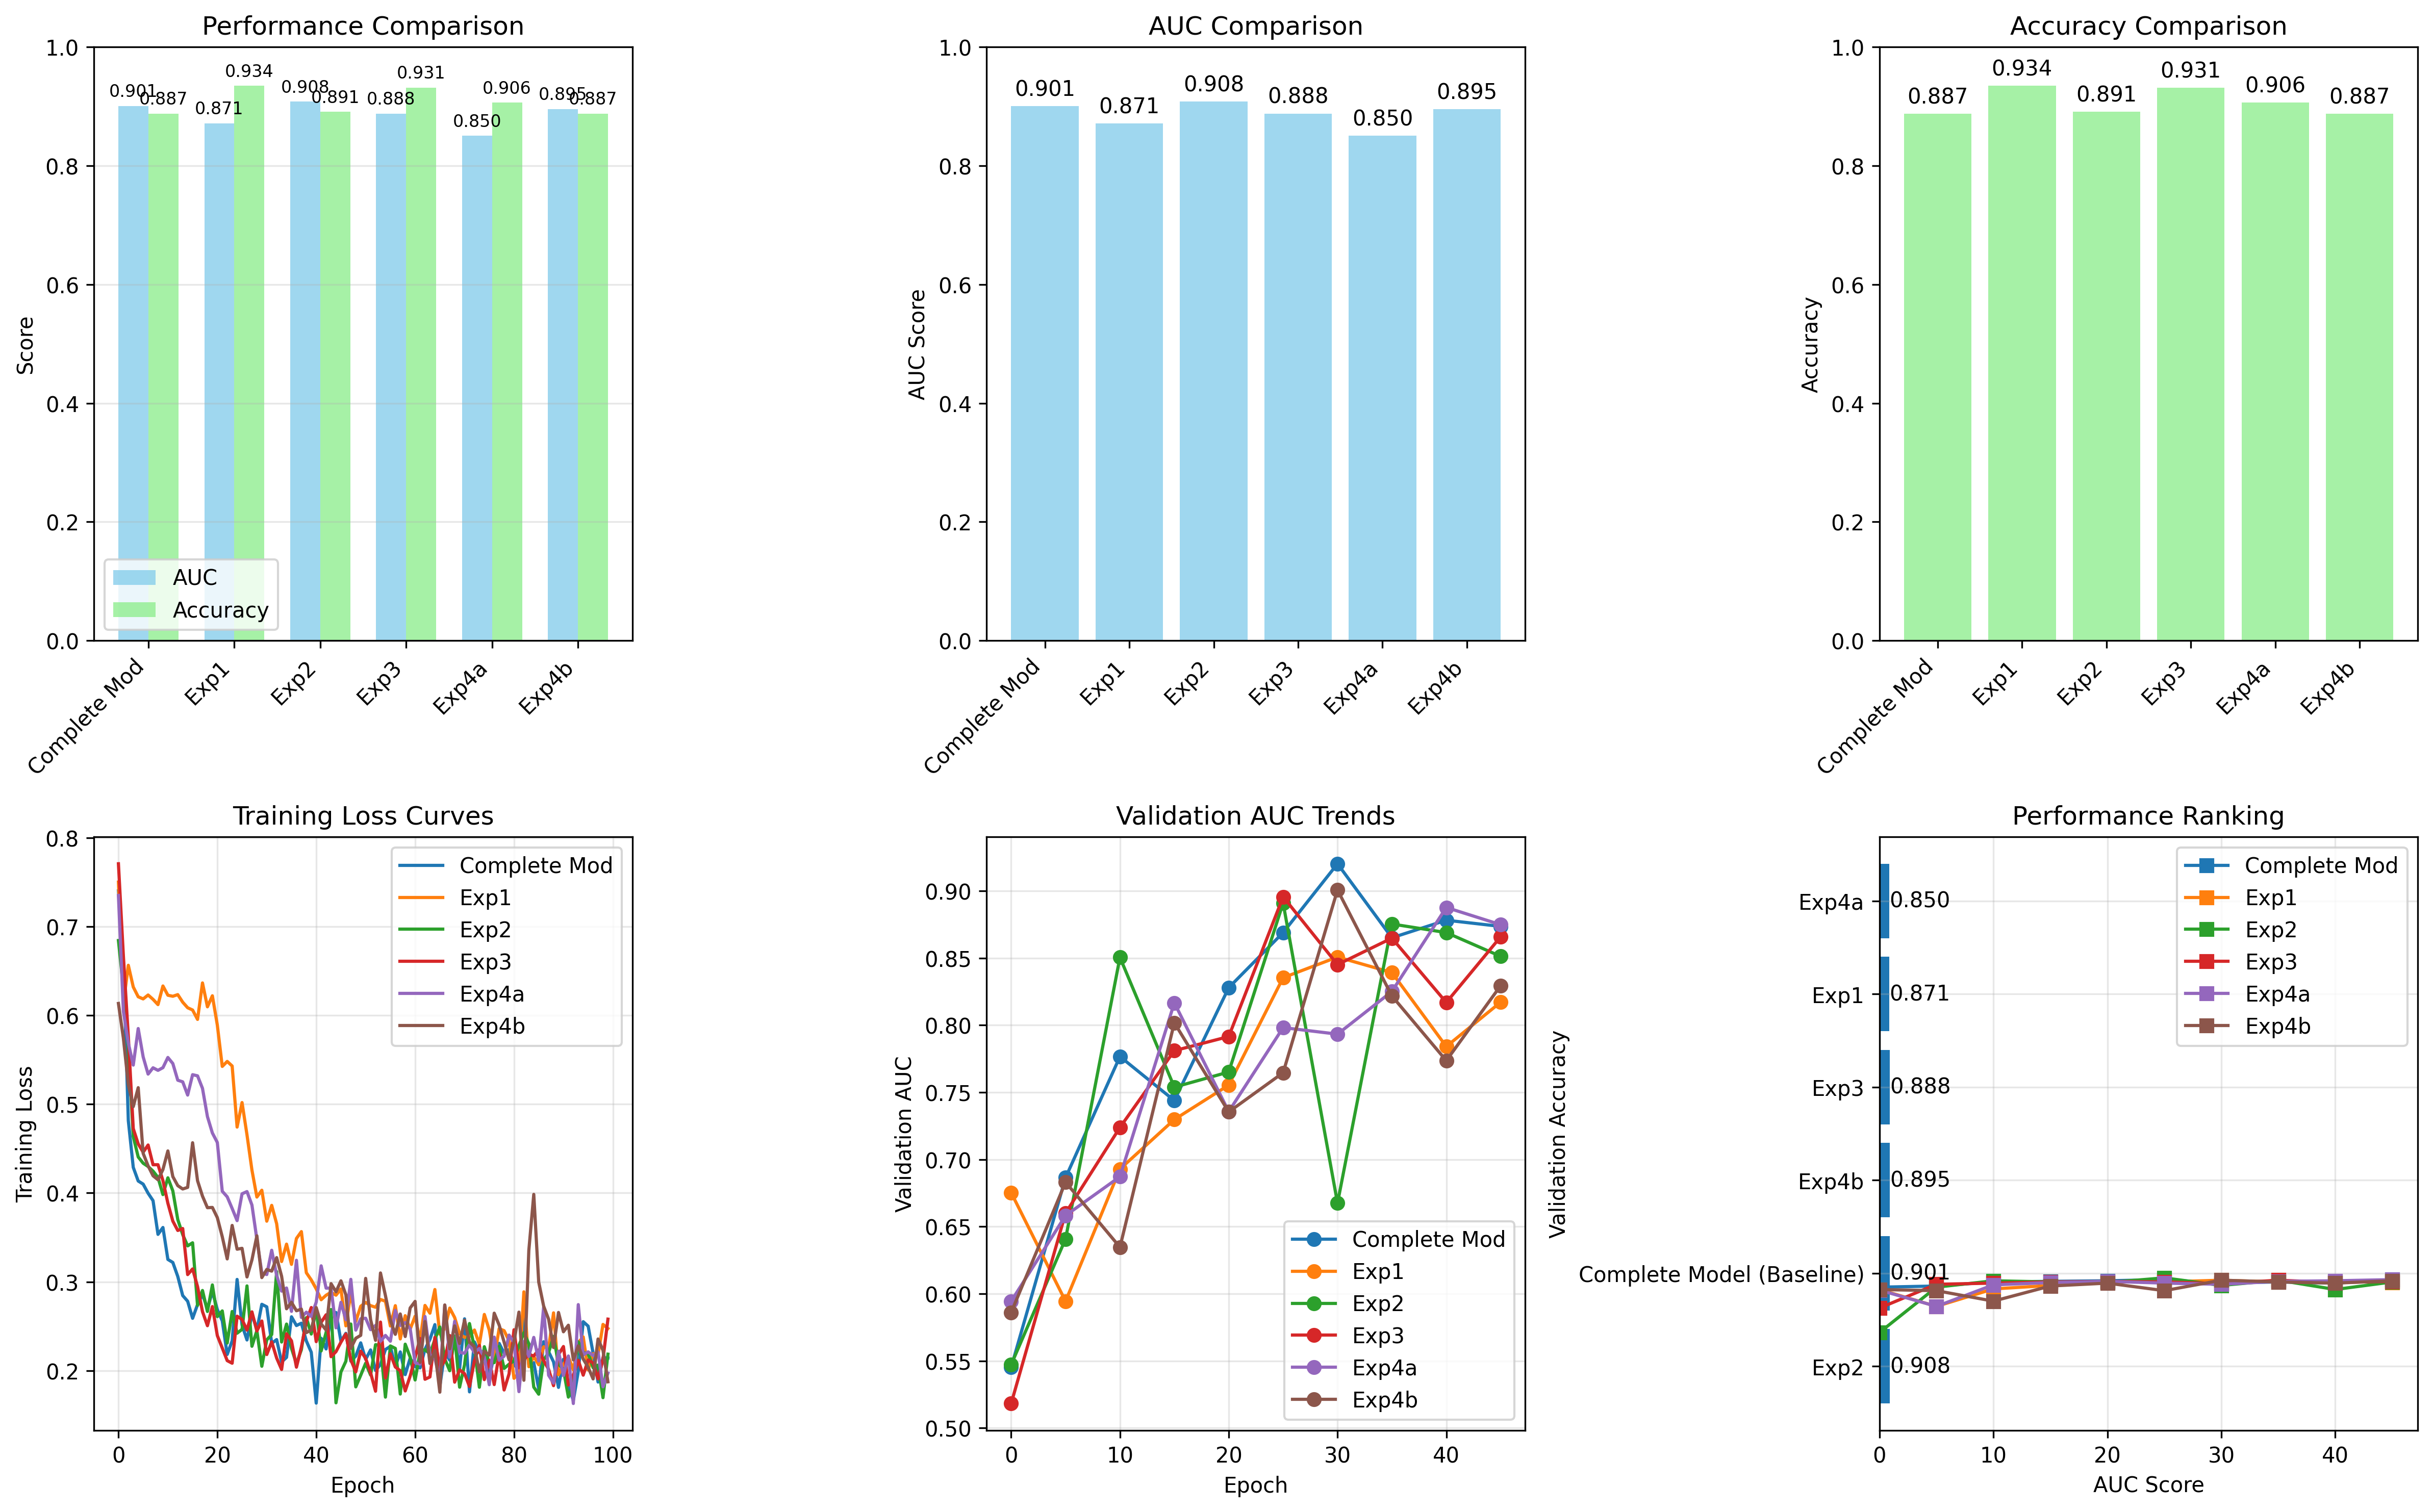 Performance Comparison
Score
1.0
0.8
0.6
0.4
0.2
0.0
0.901
0.887
0.871
0.934
0.908
0.891
0.888
0.931
0.850
0.906
0.895
0.887
AUC
Accuracy
Complete Mod
Exp1
Exp2
Exp3
Exp4a
Exp4b
AUC Comparison
AUC Score
1.0
0.8
0.6
0.4
0.2
0.0
0.901
0.871
0.908
0.888
0.850
0.895
Complete Mod
Exp1
Exp2
Exp3
Exp4a
Exp4b
Accuracy Comparison
Accuracy
1.0
0.8
0.6
0.4
0.2
0.0
0.887
0.934
0.891
0.931
0.906
0.887
Complete Mod
Exp1
Exp2
Exp3
Exp4a
Exp4b
Training Loss Curves
Training Loss
0.8
0.7
0.6
0.5
0.4
0.3
0.2
Complete Mod
Exp1
Exp2
Exp3
Exp4a
Exp4b
0 20 40 60 80 100
Epoch
Validation AUC Trends
Validation AUC
0.90
0.85
0.80
0.75
0.70
0.65
0.60
0.55
0.50
Complete Mod
Exp1
Exp2
Exp3
Exp4a
Exp4b
0 10 20 30 40
Epoch
Performance Ranking
Validation Accuracy
Exp4a 0.850
Exp1 0.871
Exp3 0.888
Exp4b 0.895
Complete Model (Baseline) 0.901
Exp2 0.908
Complete Mod
Exp1
Exp2
Exp3
Exp4a
Exp4b
0 10 20 30 40
AUC Score